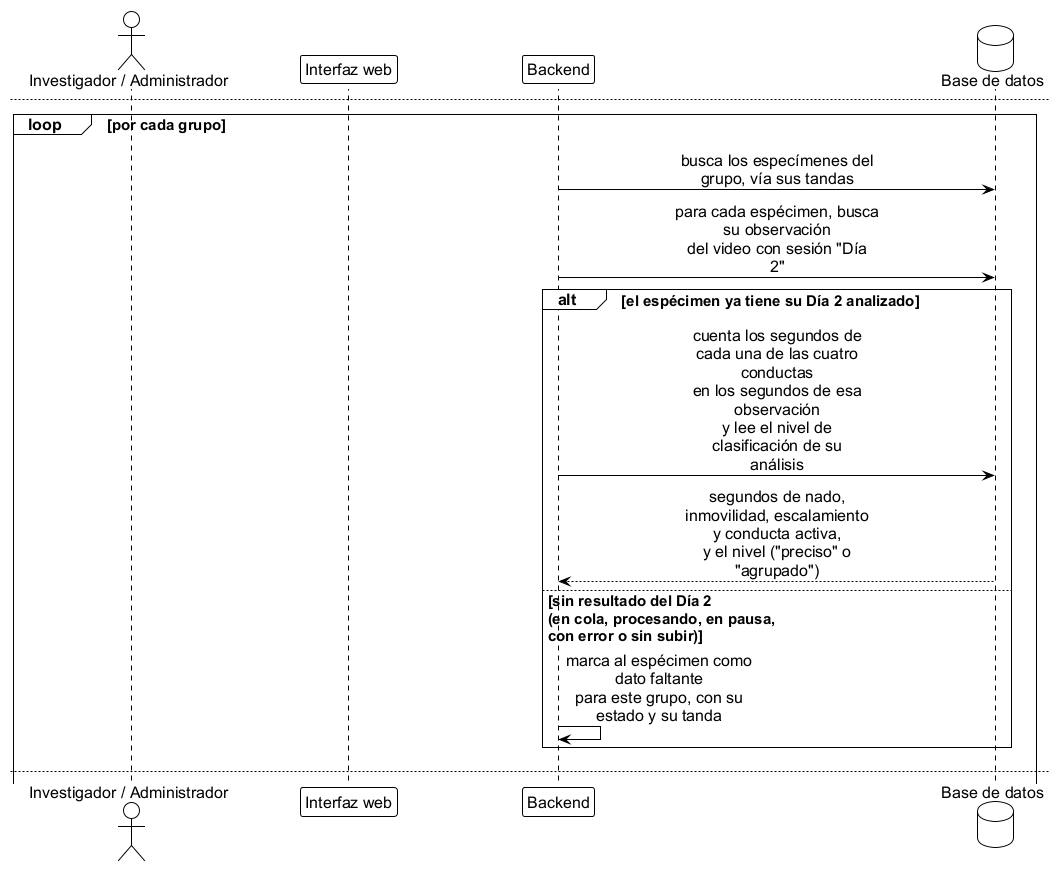 Investigador / Administrador
Interfaz web
Backend
Base de datos
loop
[por cada grupo]
busca los especímenes del
grupo, vía sus tandas
para cada espécimen, busca
su observación
del video con sesión "Día
2"
alt
[el espécimen ya tiene su Día 2 analizado]
cuenta los segundos de
cada una de las cuatro
conductas
en los segundos de esa
observación
y lee el nivel de
clasificación de su
análisis
segundos de nado,
inmovilidad, escalamiento
y conducta activa,
y el nivel ("preciso" o
"agrupado")
[sin resultado del Día 2
(en cola, procesando, en pausa,
con error o sin subir)]
marca al espécimen como
dato faltante
para este grupo, con su
estado y su tanda
Investigador / Administrador
Interfaz web
Backend
Base de datos